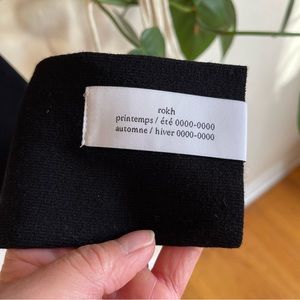 rokh
printemps / été 0000-0000
automne / hiver 0000-0000